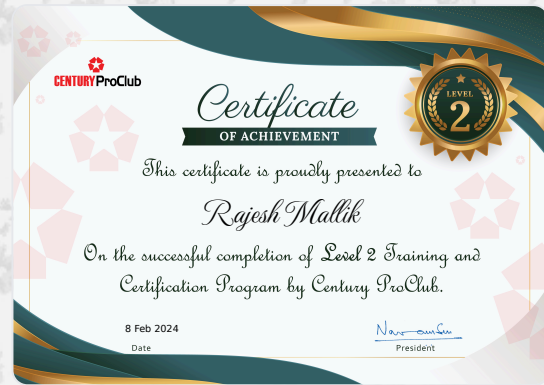 CENTURY ProClub
LEVEL
2
Certificate
OF ACHIEVEMENT
This certificate is proudly presented to
Rajesh Mallik
On the successful completion of Level 2 Training and
Certification Program by Century ProClub.
8 Feb 2024
Date
President